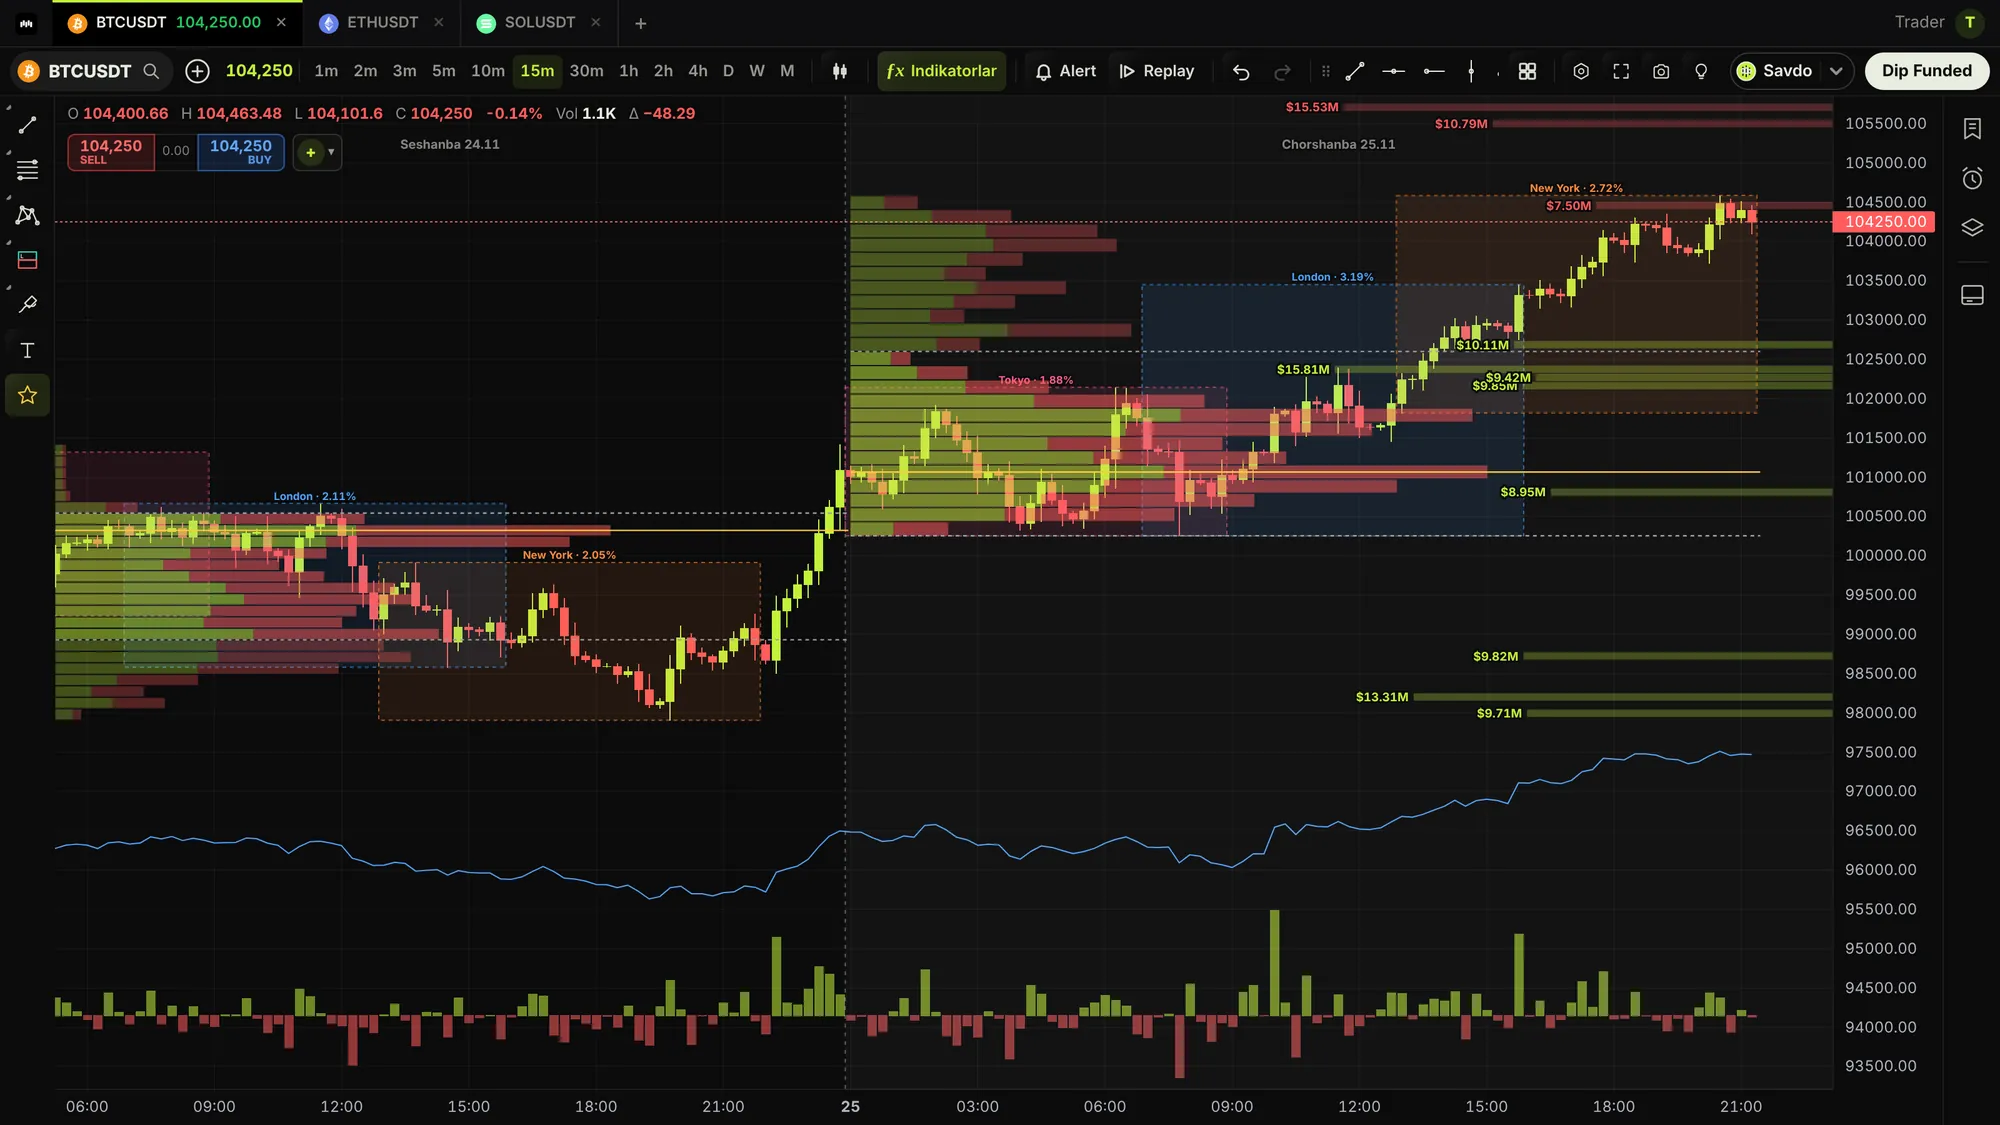 BTCUSDT 104,250.00 × ETHUSDT × SOLUSDT × +
Trader T
BTCUSDT 104,250 1m 2m 3m 5m 10m 15m 30m 1h 2h 4h D W M ƒx Indikatorlar Alert Replay Savdo Dip Funded
O 104,400.66 H 104,463.48 L 104,101.6 C 104,250 -0.14% Vol 1.1K Δ −48.29
104,250 SELL 0.00 104,250 BUY +
Seshanba 24.11
Chorshanba 25.11
$15.53M
$10.79M
New York · 2.72%
$7.50M
London · 3.19%
$10.11M
$15.81M
$9.42M
$9.85M
Tokyo · 1.88%
$8.95M
London · 2.11%
New York · 2.05%
$9.82M
$13.31M
$9.71M
105500.00
105000.00
104500.00
104250.00
104000.00
103500.00
103000.00
102500.00
102000.00
101500.00
101000.00
100500.00
100000.00
99500.00
99000.00
98500.00
98000.00
97500.00
97000.00
96500.00
96000.00
95500.00
95000.00
94500.00
94000.00
93500.00
06:00 09:00 12:00 15:00 18:00 21:00 25 03:00 06:00 09:00 12:00 15:00 18:00 21:00